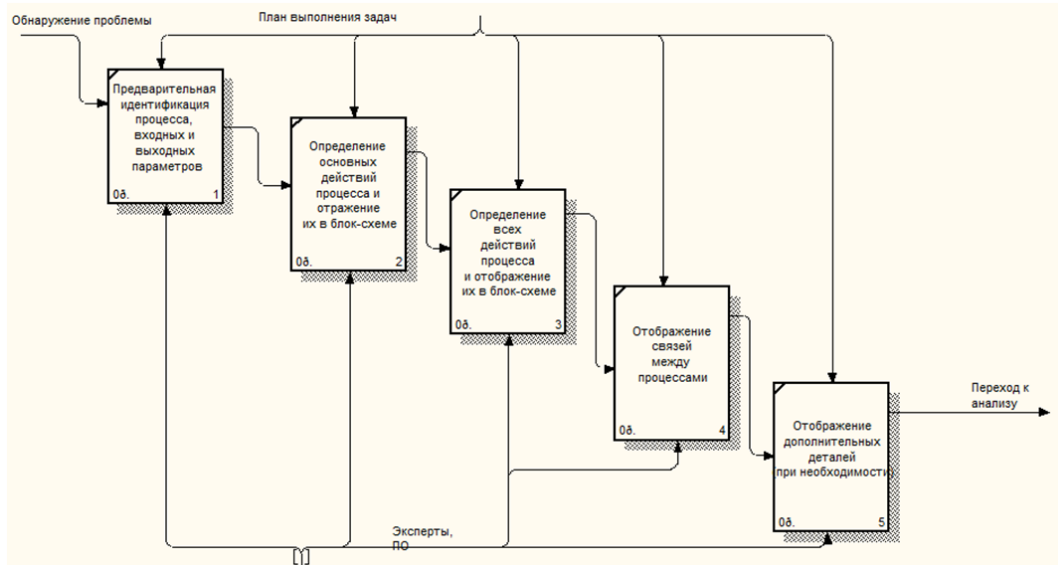 Обнаружение проблемы
План выполнения задач
Предварительная
идентификация
процесса,
входных и
выходных
параметров
0д. 1
Определение
основных
действий
процесса и
отражение
их в блок-схеме
0д. 2
Определение
всех
действий
процесса
и отображение
их в блок-схеме
0д. 3
Отображение
связей
между
процессами
0д. 4
Отображение
дополнительных
деталей
(при необходимости)
0д. 5
Переход к
анализу
Эксперты,
ПО